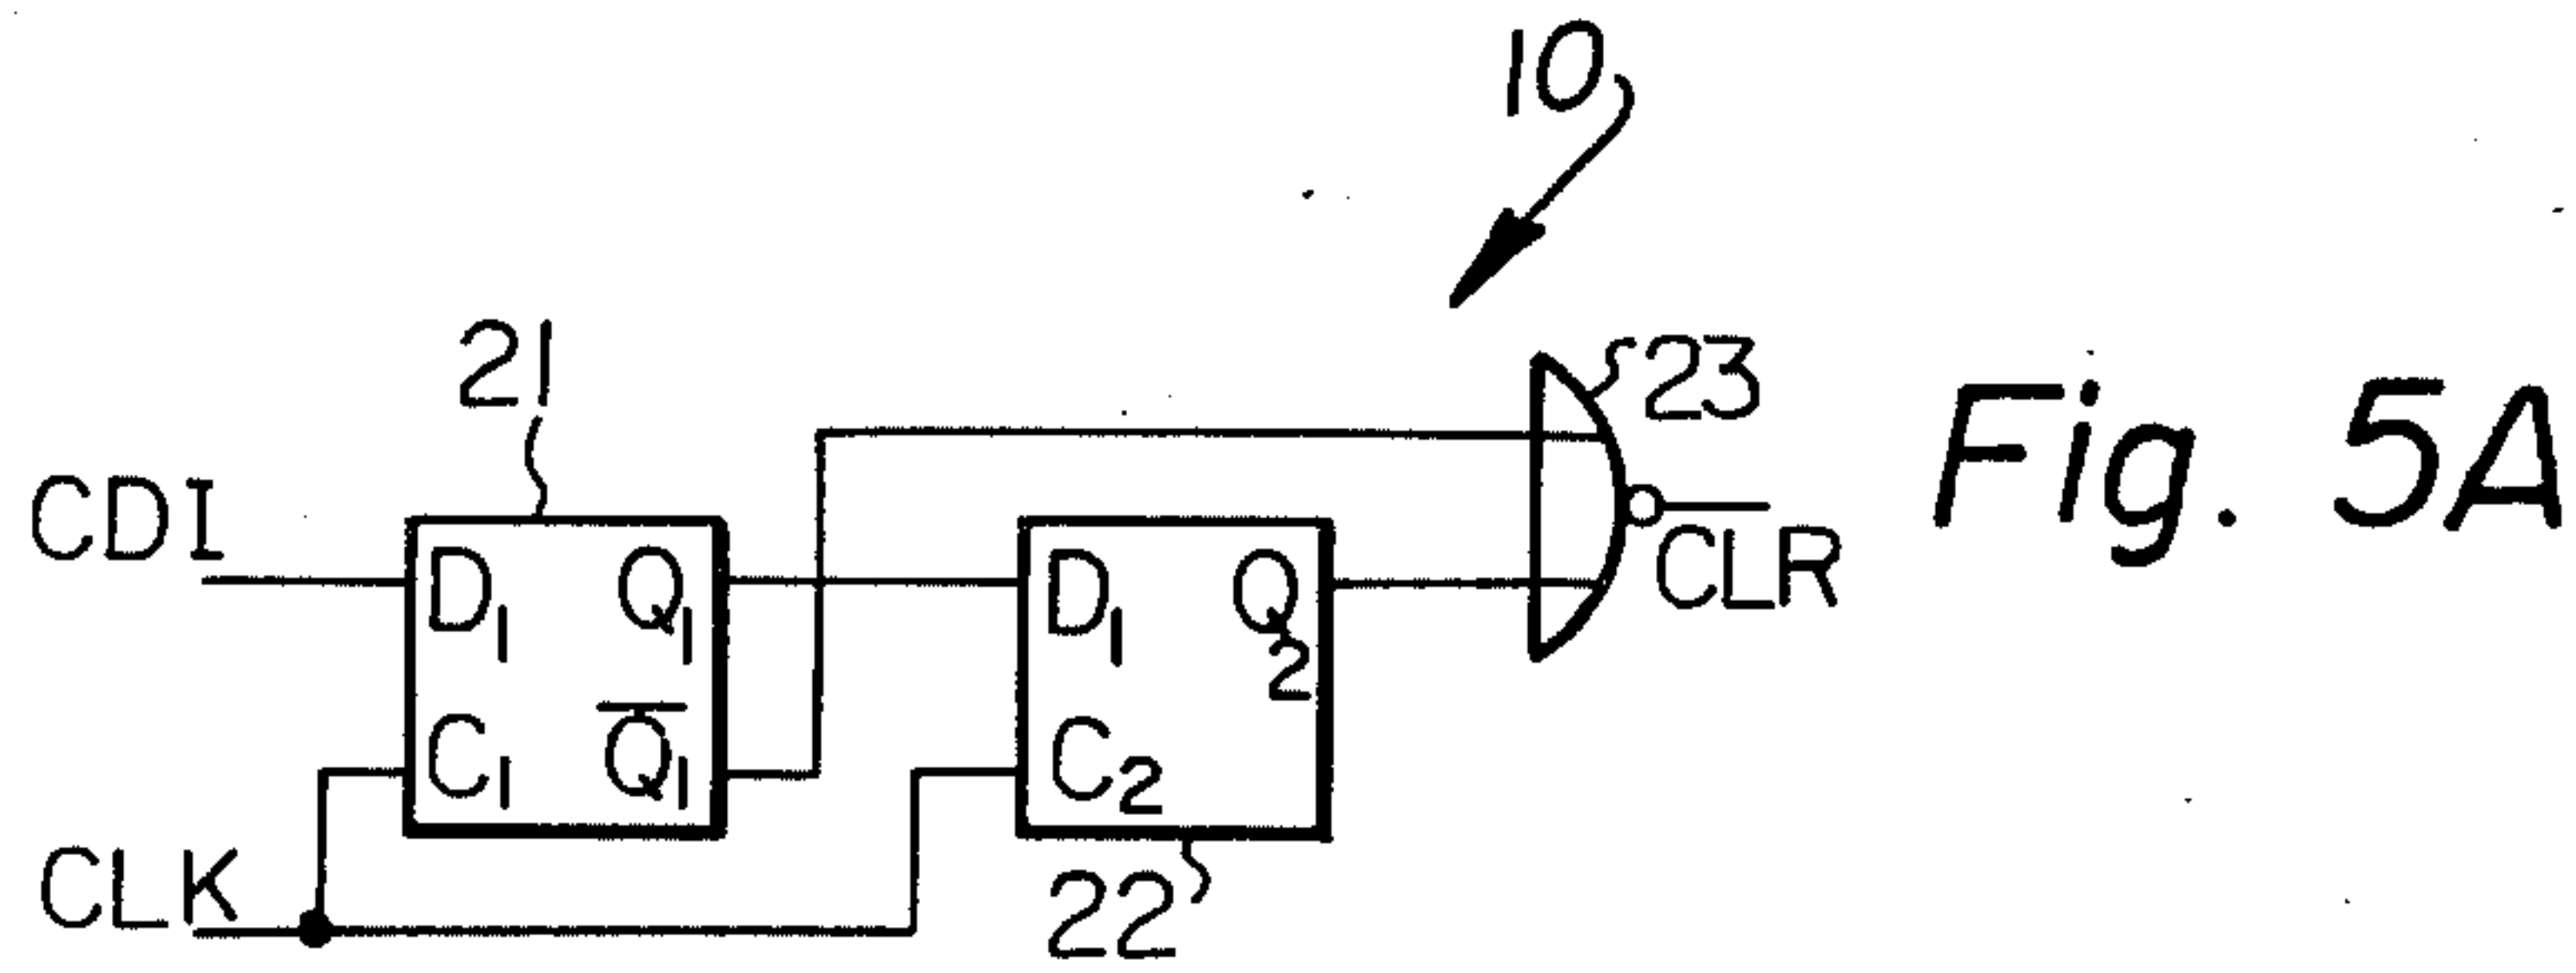 10
21
23
Fig. 5A
CDI
CLR
D₁ Q₁
D₁ Q₂
C₁ Q̅₁
C₂
CLK
22